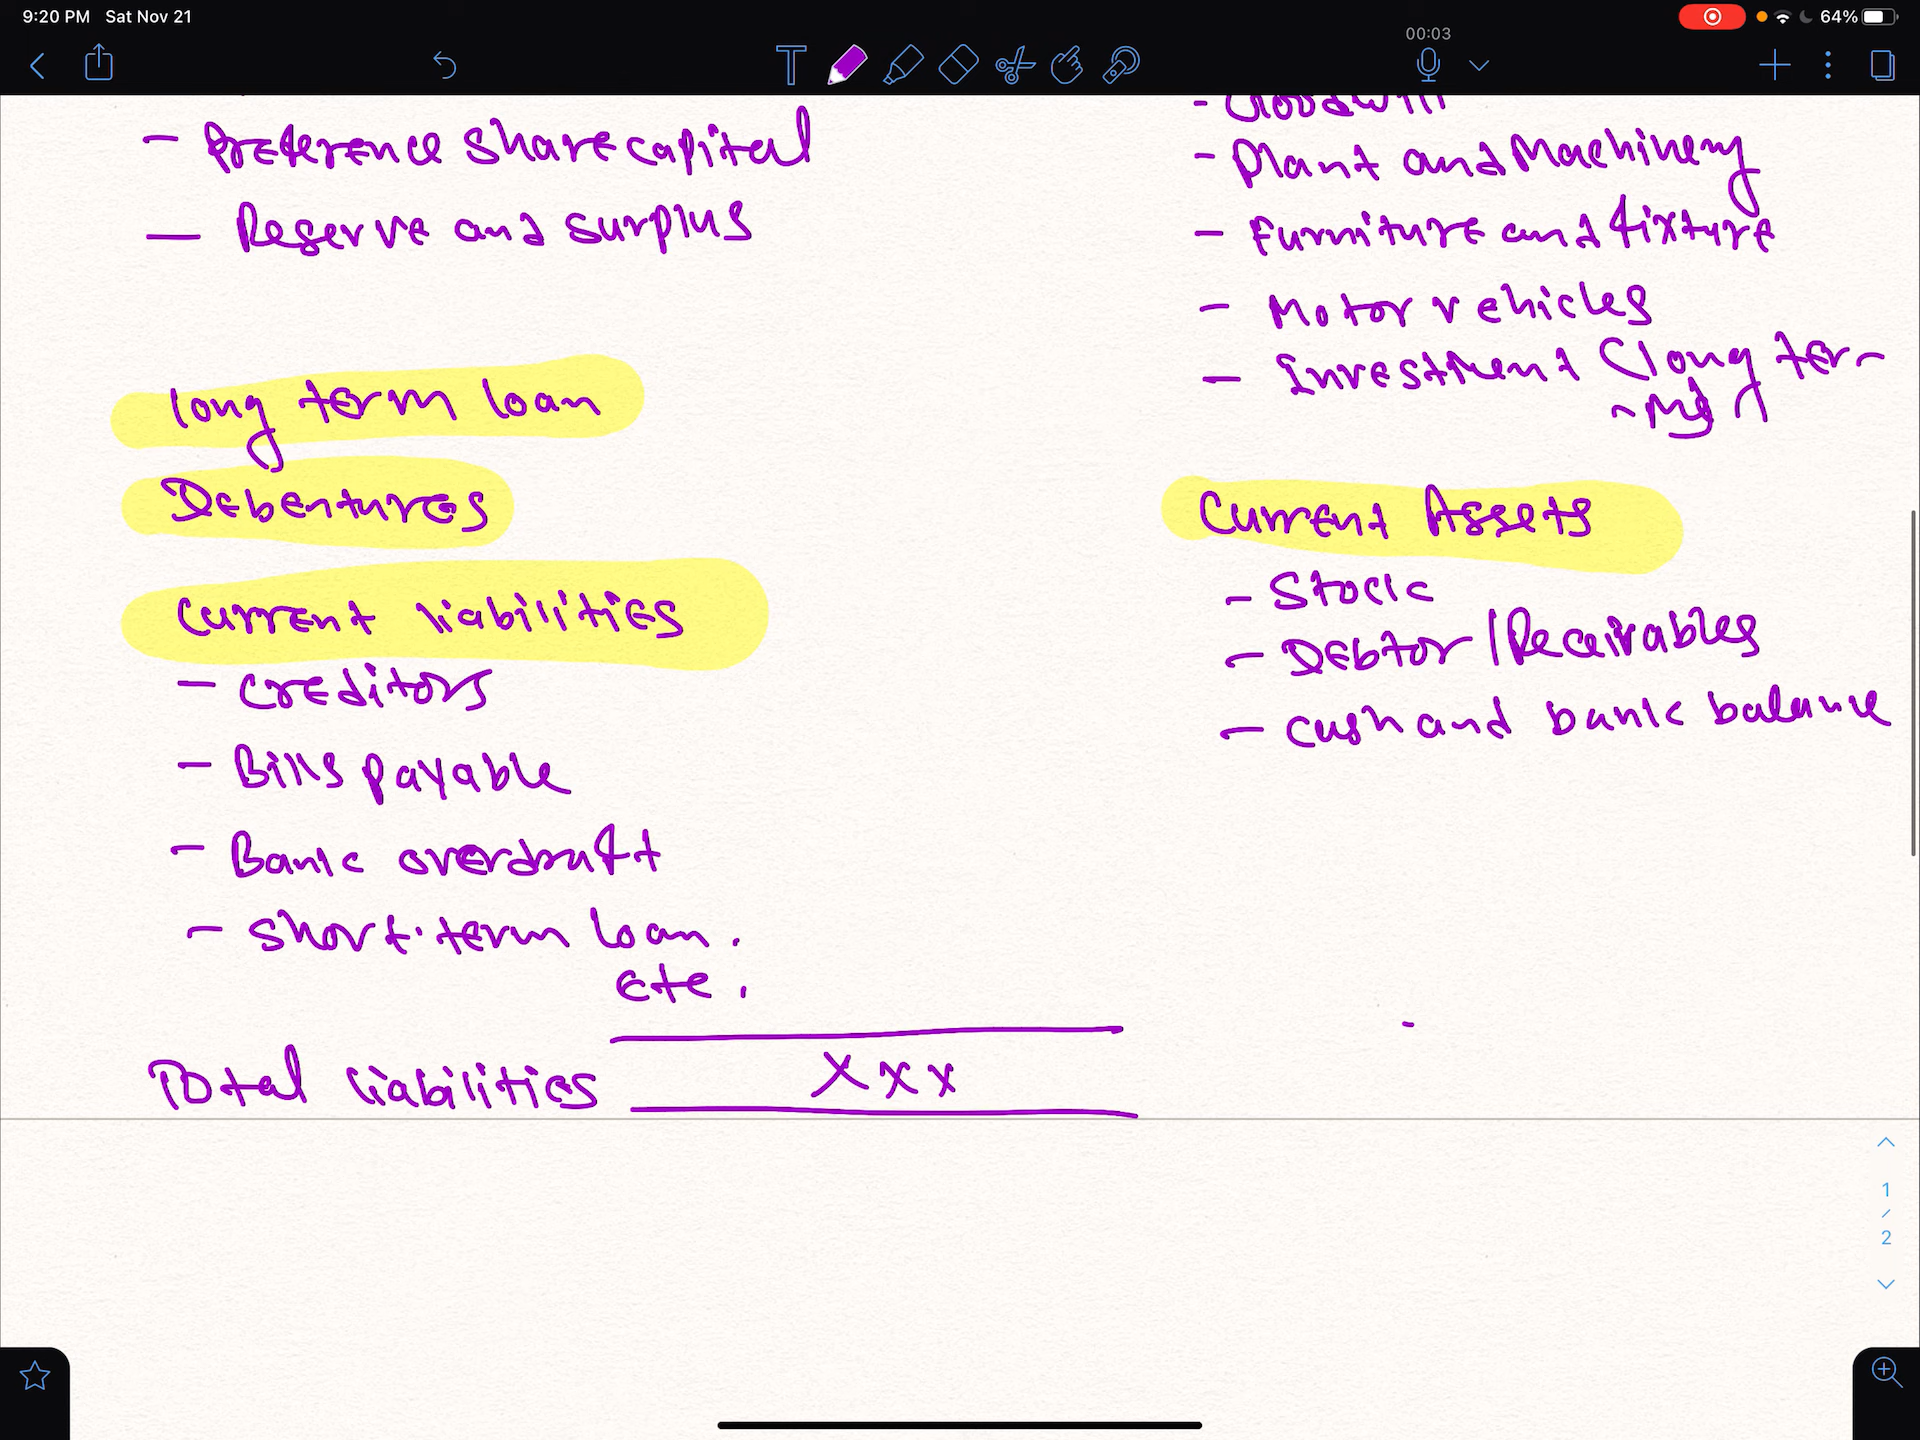 9:20 PM Sat Nov 21
64%
00:03
- Preference share capital
- Reserve and surplus
long term loan
Debentures
Current liabilities
- Creditors
- Bills payable
- Bank overdraft
- Short-term loan.
etc.
Total liabilities xxx
- Goodwill
- Plant and Machinery
- Furniture and fixture
- Motor vehicles
- Investment (long ter-
Current Assets
- Stock
- Debtor / Receivables
- Cash and bank balance
1
/
2